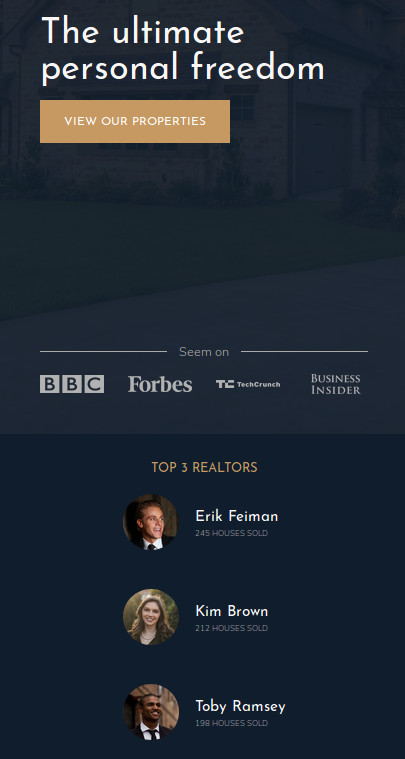 The ultimate
personal freedom
VIEW OUR PROPERTIES
Seem on
BBC Forbes TC TechCrunch BUSINESS INSIDER
TOP 3 REALTORS
Erik Feiman
245 HOUSES SOLD
Kim Brown
212 HOUSES SOLD
Toby Ramsey
198 HOUSES SOLD